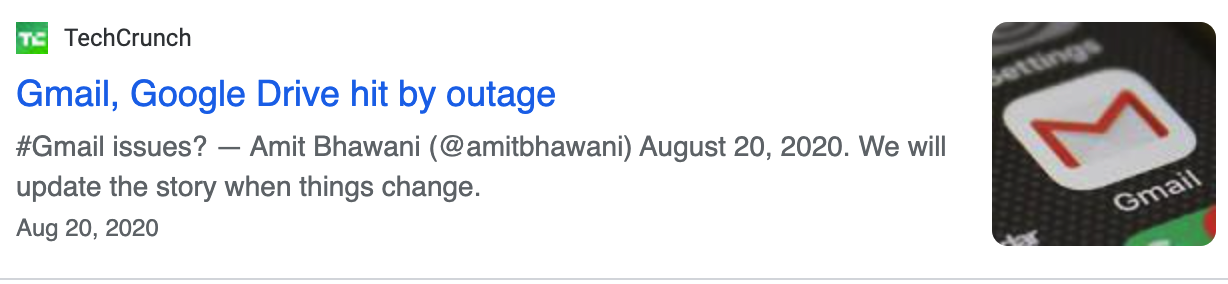 TC TechCrunch
Gmail, Google Drive hit by outage
#Gmail issues? — Amit Bhawani (@amitbhawani) August 20, 2020. We will
update the story when things change.
Aug 20, 2020
Settings
Gmail